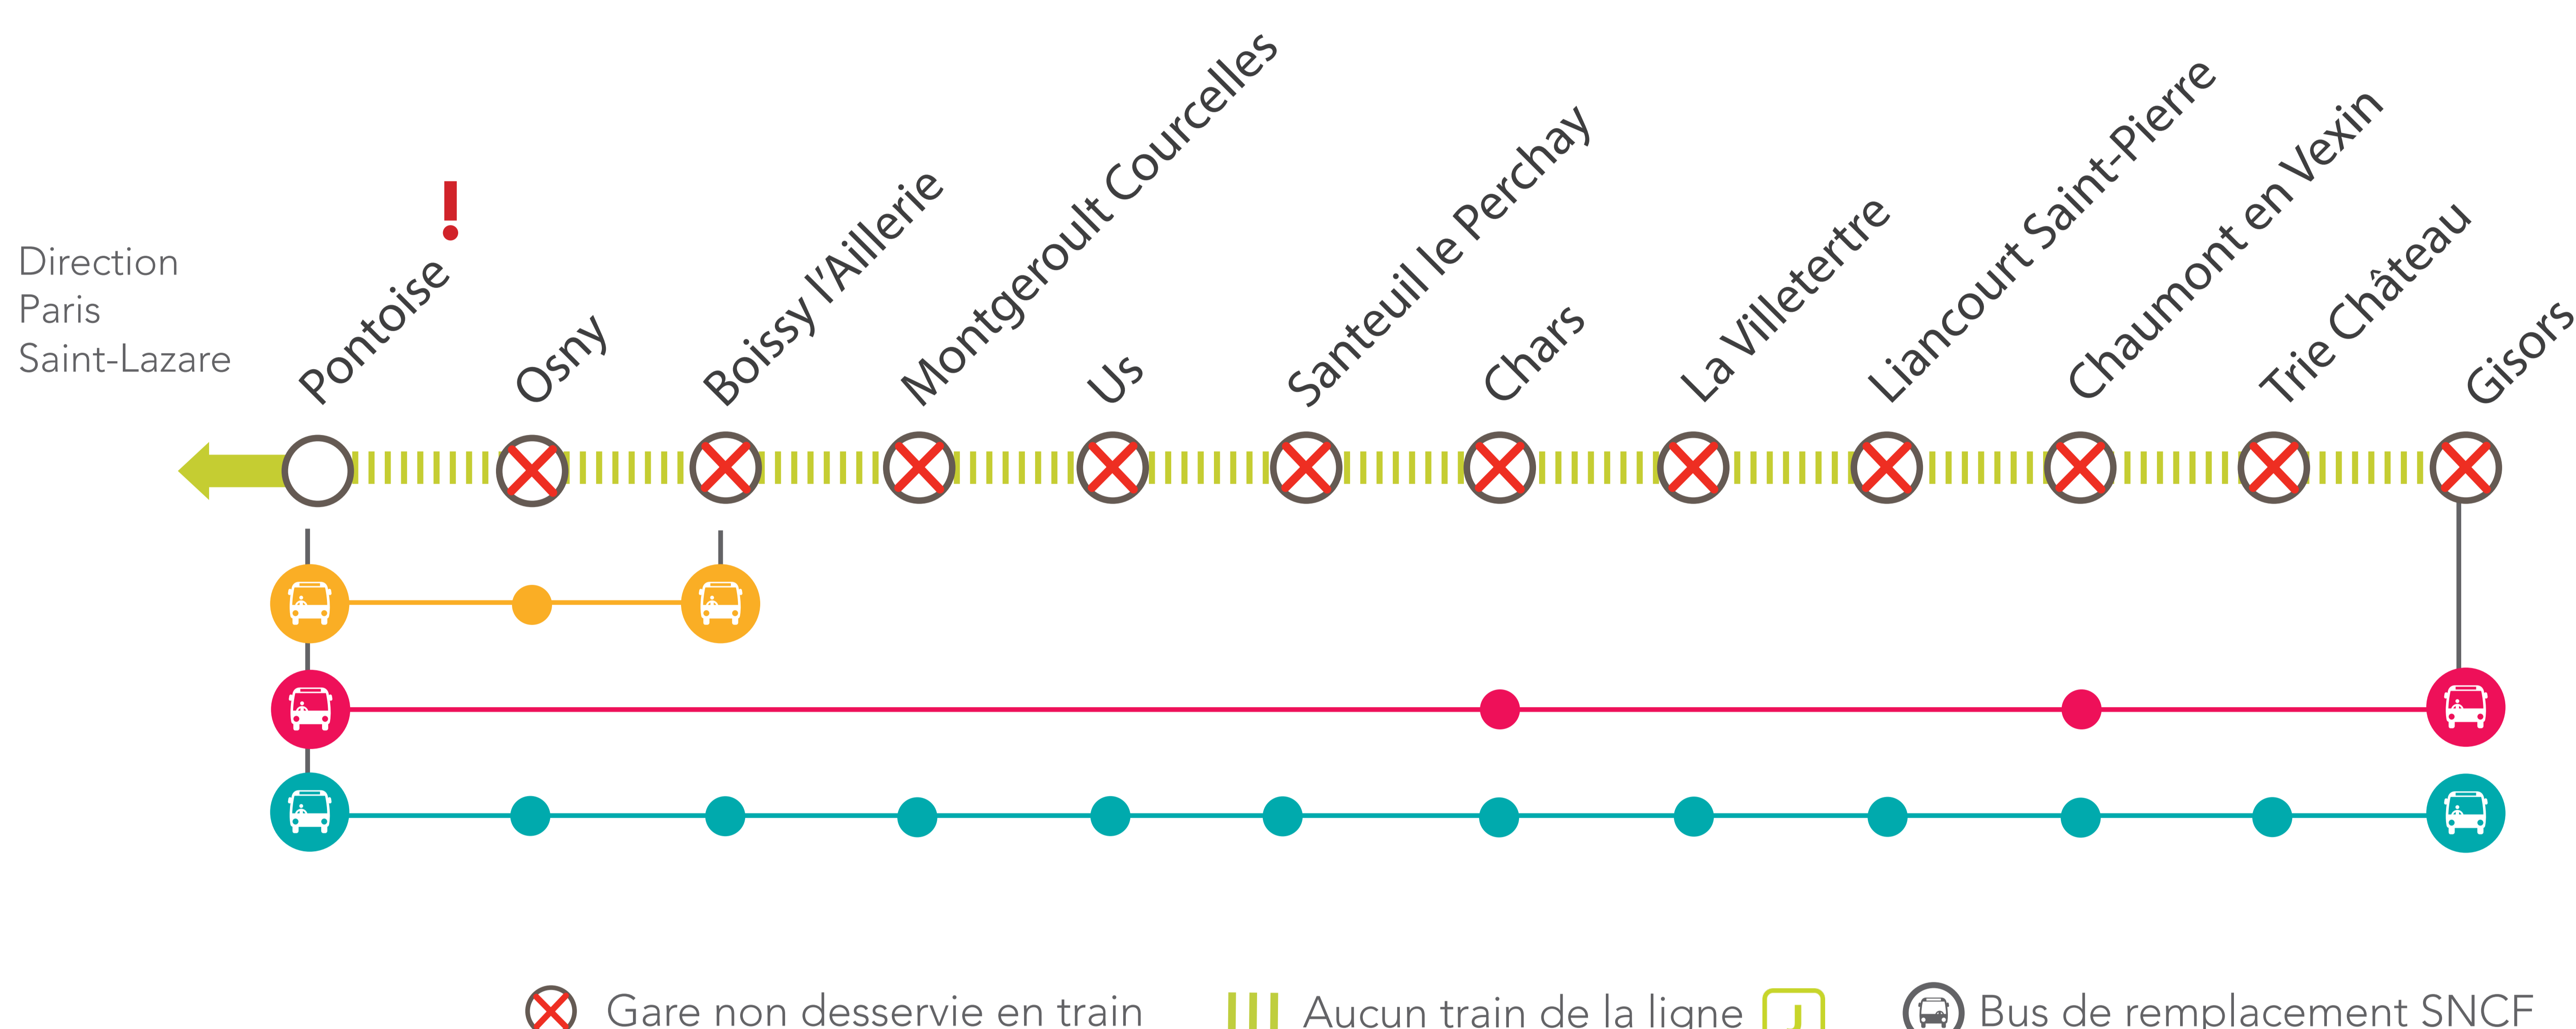 Direction
Paris
Saint-Lazare
Pontoise
!
Osny
Boissy l'Aillerie
Montgeroult Courcelles
Us
Santeuil le Perchay
Chars
La Villetertre
Liancourt Saint-Pierre
Chaumont en Vexin
Trie Château
Gisors
Gare non desservie en train
Aucun train de la ligne J
Bus de remplacement SNCF